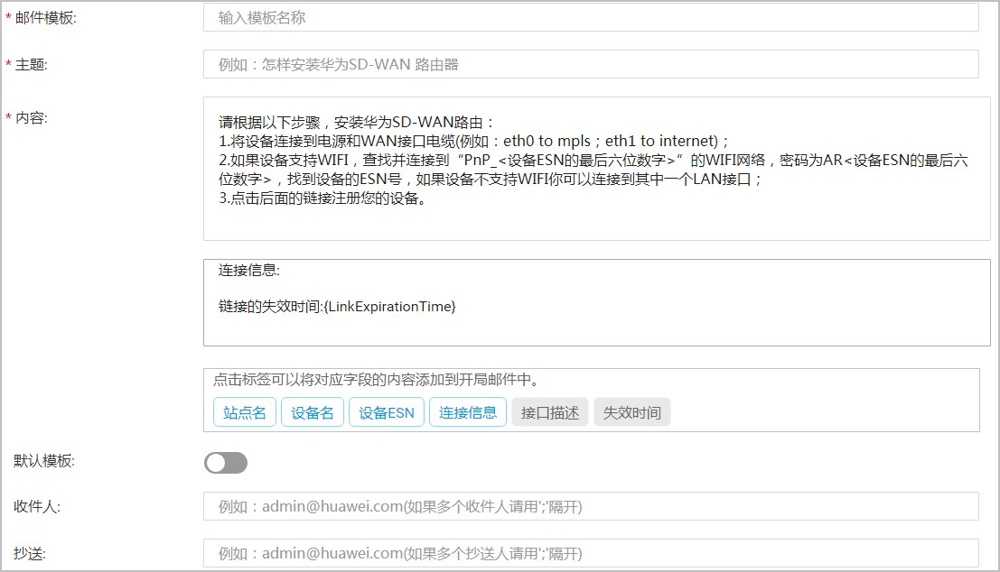 * 邮件模板:
输入模板名称
* 主题:
例如：怎样安装华为SD-WAN 路由器
* 内容:
请根据以下步骤，安装华为SD-WAN路由：
1.将设备连接到电源和WAN接口电缆(例如：eth0 to mpls；eth1 to internet)；
2.如果设备支持WIFI，查找并连接到“PnP_<设备ESN的最后六位数字>”的WIFI网络，密码为AR<设备ESN的最后六
位数字>，找到设备的ESN号，如果设备不支持WIFI你可以连接到其中一个LAN接口；
3.点击后面的链接注册您的设备。
连接信息:
链接的失效时间:{LinkExpirationTime}
点击标签可以将对应字段的内容添加到开局邮件中。
站点名 设备名 设备ESN 连接信息 接口描述 失效时间
默认模板:
收件人:
例如：admin@huawei.com(如果多个收件人请用';'隔开)
抄送:
例如：admin@huawei.com(如果多个抄送人请用';'隔开)